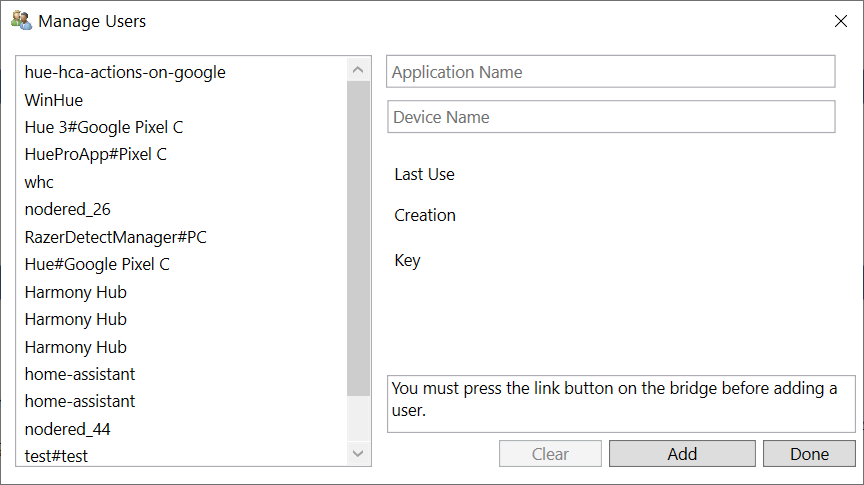 Manage Users
hue-hca-actions-on-google
WinHue
Hue 3#Google Pixel C
HueProApp#Pixel C
whc
nodered_26
RazerDetectManager#PC
Hue#Google Pixel C
Harmony Hub
Harmony Hub
Harmony Hub
home-assistant
home-assistant
nodered_44
test#test
Application Name
Device Name
Last Use
Creation
Key
You must press the link button on the bridge before adding a
user.
Clear
Add
Done